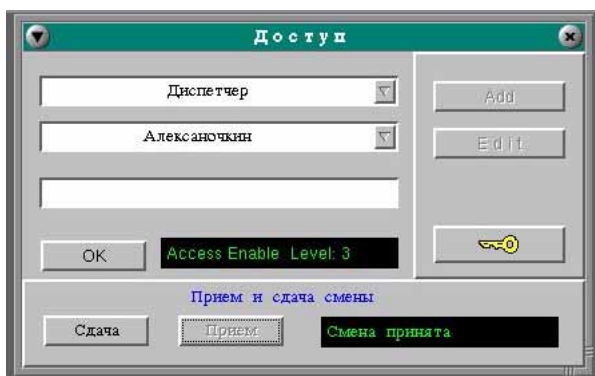 Доступ
Диспетчер
Add
Алексаночкин
Edit
OK
Access Enable Level: 3
Прием и сдача смены
Сдача
Прием
Смена принята